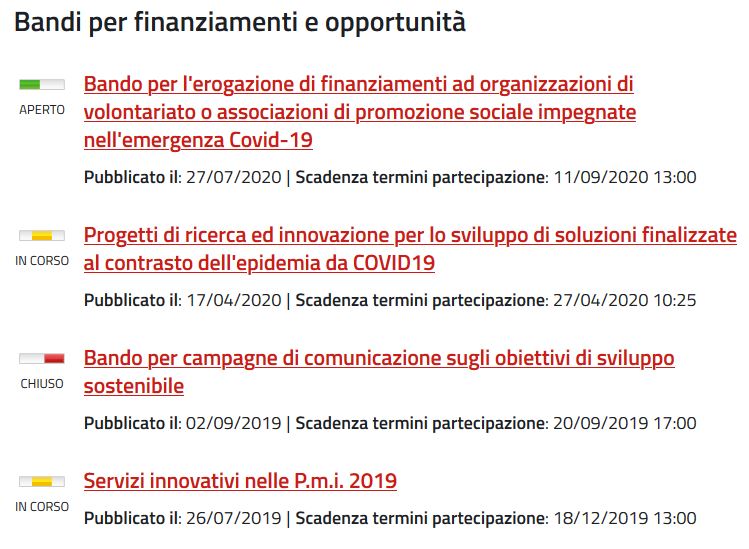 Bandi per finanziamenti e opportunità
APERTO
Bando per l'erogazione di finanziamenti ad organizzazioni di
volontariato o associazioni di promozione sociale impegnate
nell'emergenza Covid-19
Pubblicato il: 27/07/2020 | Scadenza termini partecipazione: 11/09/2020 13:00
IN CORSO
Progetti di ricerca ed innovazione per lo sviluppo di soluzioni finalizzate
al contrasto dell'epidemia da COVID19
Pubblicato il: 17/04/2020 | Scadenza termini partecipazione: 27/04/2020 10:25
CHIUSO
Bando per campagne di comunicazione sugli obiettivi di sviluppo
sostenibile
Pubblicato il: 02/09/2019 | Scadenza termini partecipazione: 20/09/2019 17:00
IN CORSO
Servizi innovativi nelle P.m.i. 2019
Pubblicato il: 26/07/2019 | Scadenza termini partecipazione: 18/12/2019 13:00